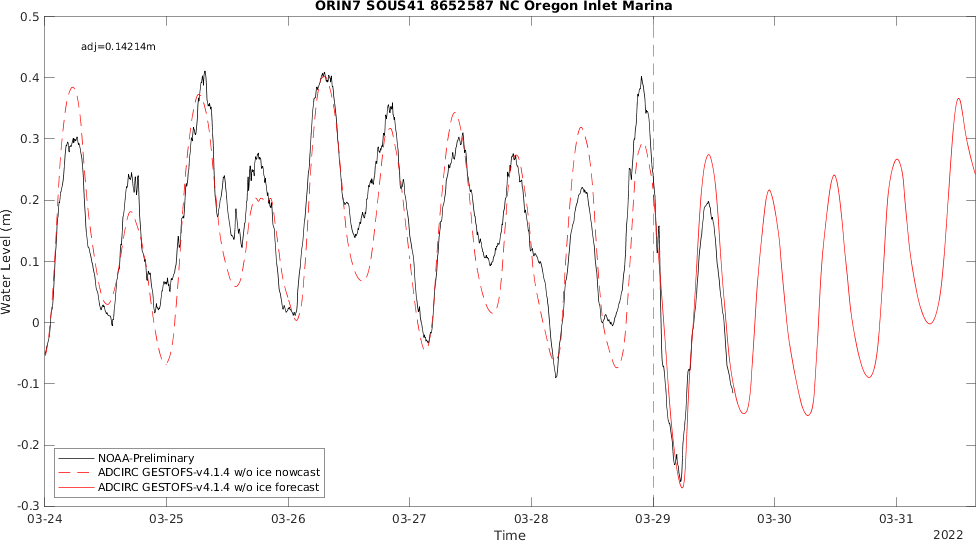 ORIN7 SOUS41 8652587 NC Oregon Inlet Marina
adj=0.14214m
0.5
0.4
0.3
0.2
0.1
0
-0.1
-0.2
-0.3
Water Level (m)
NOAA-Preliminary
ADCIRC GESTOFS-v4.1.4 w/o ice nowcast
ADCIRC GESTOFS-v4.1.4 w/o ice forecast
03-24 03-25 03-26 03-27 03-28 03-29 03-30 03-31
Time
2022